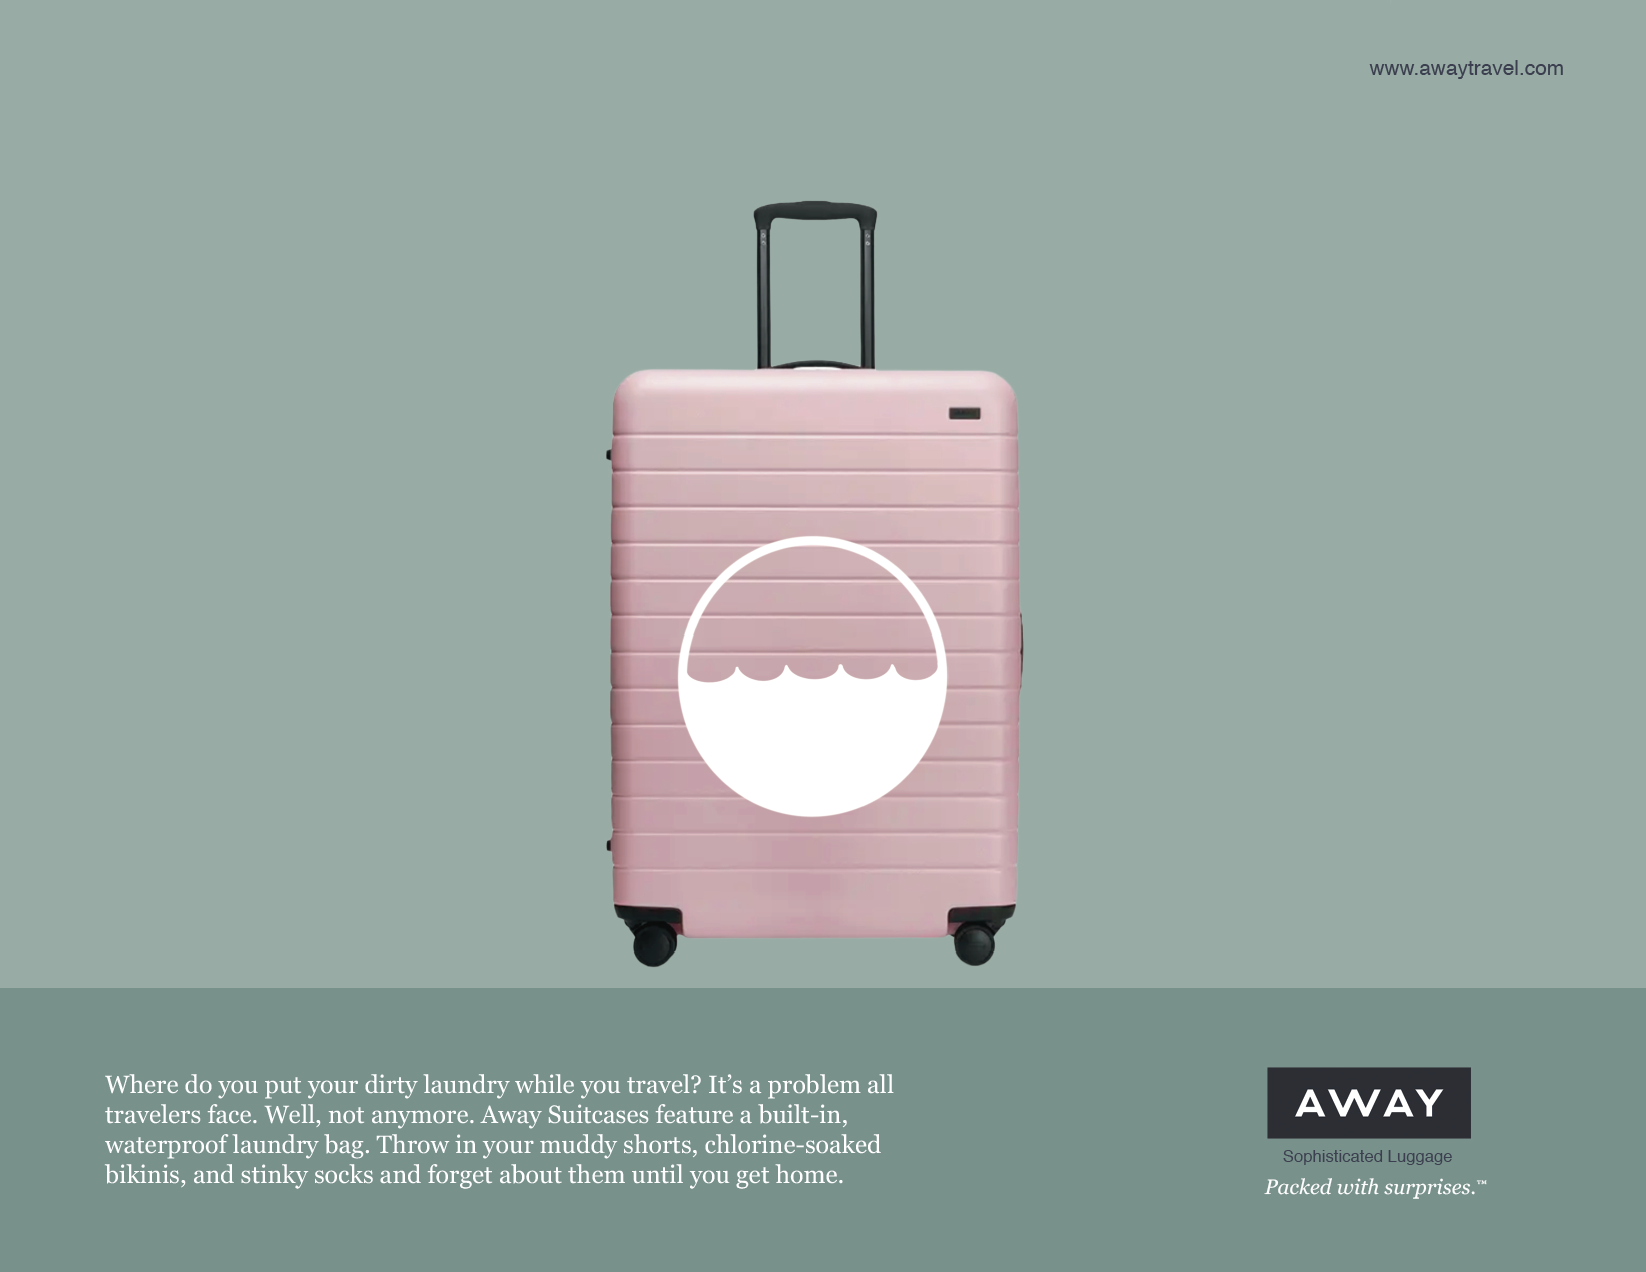 www.awaytravel.com
Where do you put your dirty laundry while you travel? It’s a problem all
travelers face. Well, not anymore. Away Suitcases feature a built-in,
waterproof laundry bag. Throw in your muddy shorts, chlorine-soaked
bikinis, and stinky socks and forget about them until you get home.
AWAY
Sophisticated Luggage
Packed with surprises.™